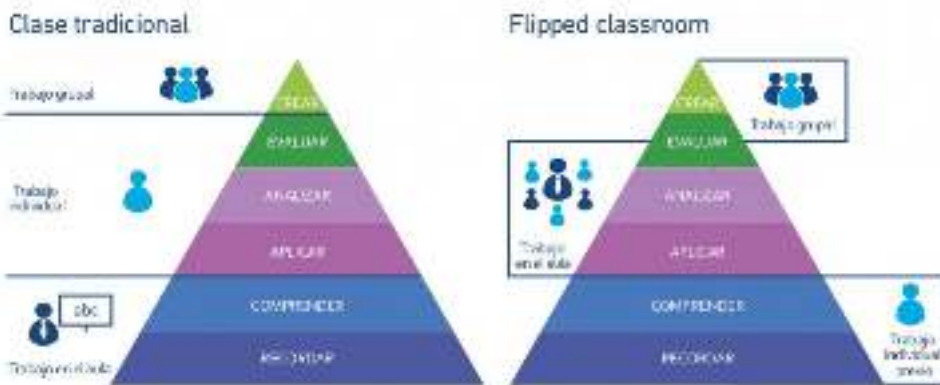 Clase tradicional
Trabajo grupal
Trabajo
individual
abc
Trabajo en el aula
CREAR
EVALUAR
ANALIZAR
APLICAR
COMPRENDER
RECORDAR
Flipped classroom
Trabajo grupal
Trabajo
en el aula
CREAR
EVALUAR
ANALIZAR
APLICAR
COMPRENDER
RECORDAR
Trabajo
individual
previo